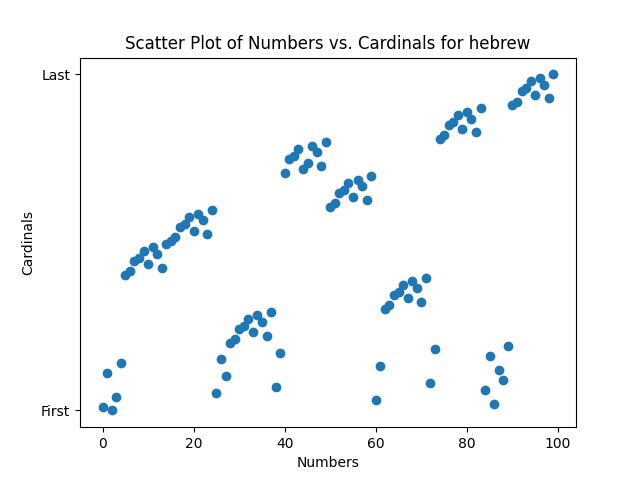 Scatter Plot of Numbers vs. Cardinals for hebrew
Last
Cardinals
First
0 20 40 60 80 100
Numbers